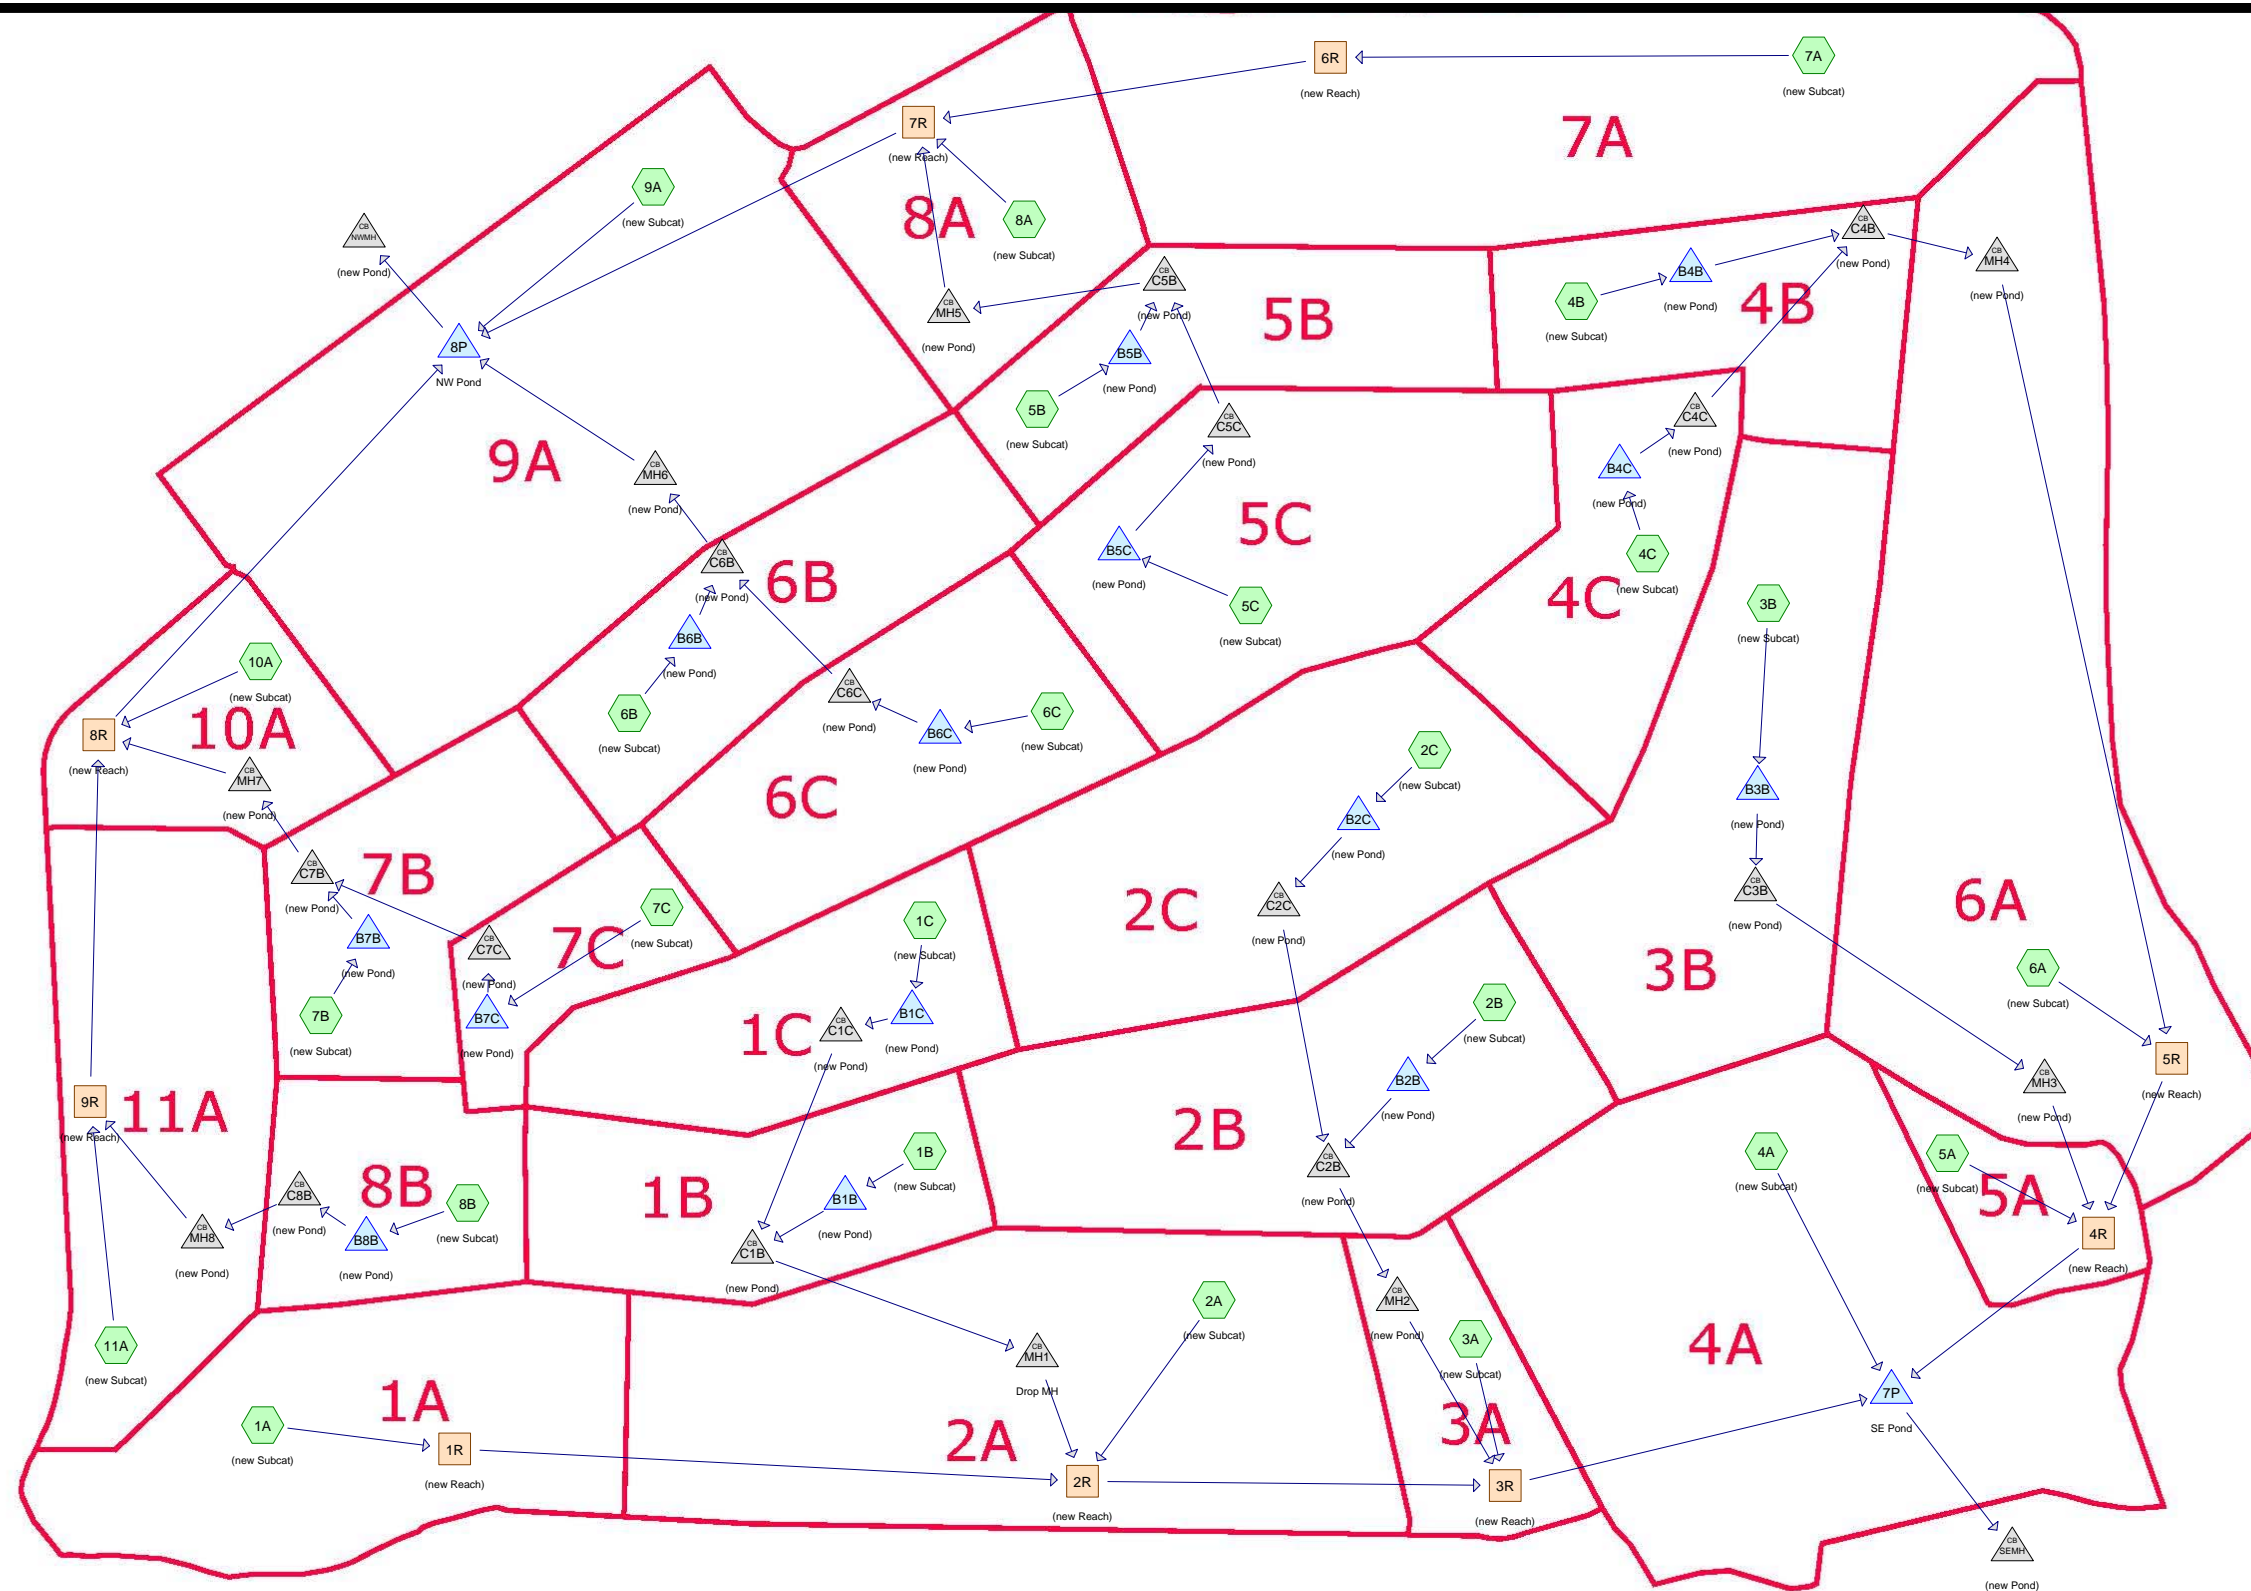 6R
(new Reach)
7A
(new Subcat)
7A
7R
(new Reach)
9A
(new Subcat)
8A
8A
(new Subcat)
CB
NWMH
(new Pond)
CB
C4B
(new Pond)
CB
MH4
(new Pond)
B4B
(new Pond)
4B
(new Subcat)
4B
CB
C5B
(new Pond)
CB
MH5
(new Pond)
5B
B5B
(new Pond)
8P
NW Pond
5B
(new Subcat)
CB
C5C
(new Pond)
CB
C4C
(new Pond)
B4C
(new Pond)
9A
CB
MH6
(new Pond)
5C
B5C
(new Pond)
4C
(new Subcat)
4C
CB
C6B
(new Pond)
6B
5C
(new Subcat)
3B
(new Subcat)
B6B
(new Pond)
10A
(new Subcat)
10A
6B
(new Subcat)
CB
C6C
(new Pond)
B6C
(new Pond)
6C
(new Subcat)
8R
(new Reach)
CB
MH7
(new Pond)
6C
2C
(new Subcat)
B2C
(new Pond)
B3B
(new Pond)
CB
C7B
(new Pond)
7B
CB
C2C
(new Pond)
2C
CB
C3B
(new Pond)
6A
7C
(new Subcat)
7C
1C
(new Subcat)
B7B
(new Pond)
CB
C7C
(new Pond)
3B
6A
(new Subcat)
7B
(new Subcat)
B7C
(new Pond)
1C
CB
C1C
(new Pond)
B1C
(new Pond)
2B
(new Subcat)
B2B
(new Pond)
CB
MH3
(new Pond)
5R
(new Reach)
9R
(new Reach)
11A
2B
1B
(new Subcat)
CB
C2B
(new Pond)
4A
(new Subcat)
5A
(new Subcat)
5A
CB
C8B
(new Pond)
8B
8B
(new Subcat)
1B
B1B
(new Pond)
4R
(new Reach)
CB
MH8
(new Pond)
B8B
(new Pond)
CB
C1B
(new Pond)
2A
(new Subcat)
CB
MH2
(new Pond)
3A
(new Subcat)
4A
11A
(new Subcat)
CB
MH1
Drop MH
7P
SE Pond
1A
1A
(new Subcat)
1R
(new Reach)
2A
3A
2R
(new Reach)
3R
(new Reach)
CB
SEMH
(new Pond)